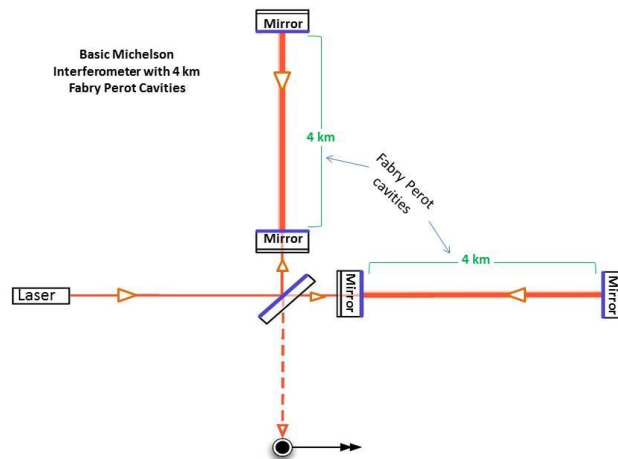 Mirror
Basic Michelson
Interferometer with 4 km
Fabry Perot Cavities
4 km
Fabry Perot
cavities
Mirror
4 km
Laser
Mirror
Mirror